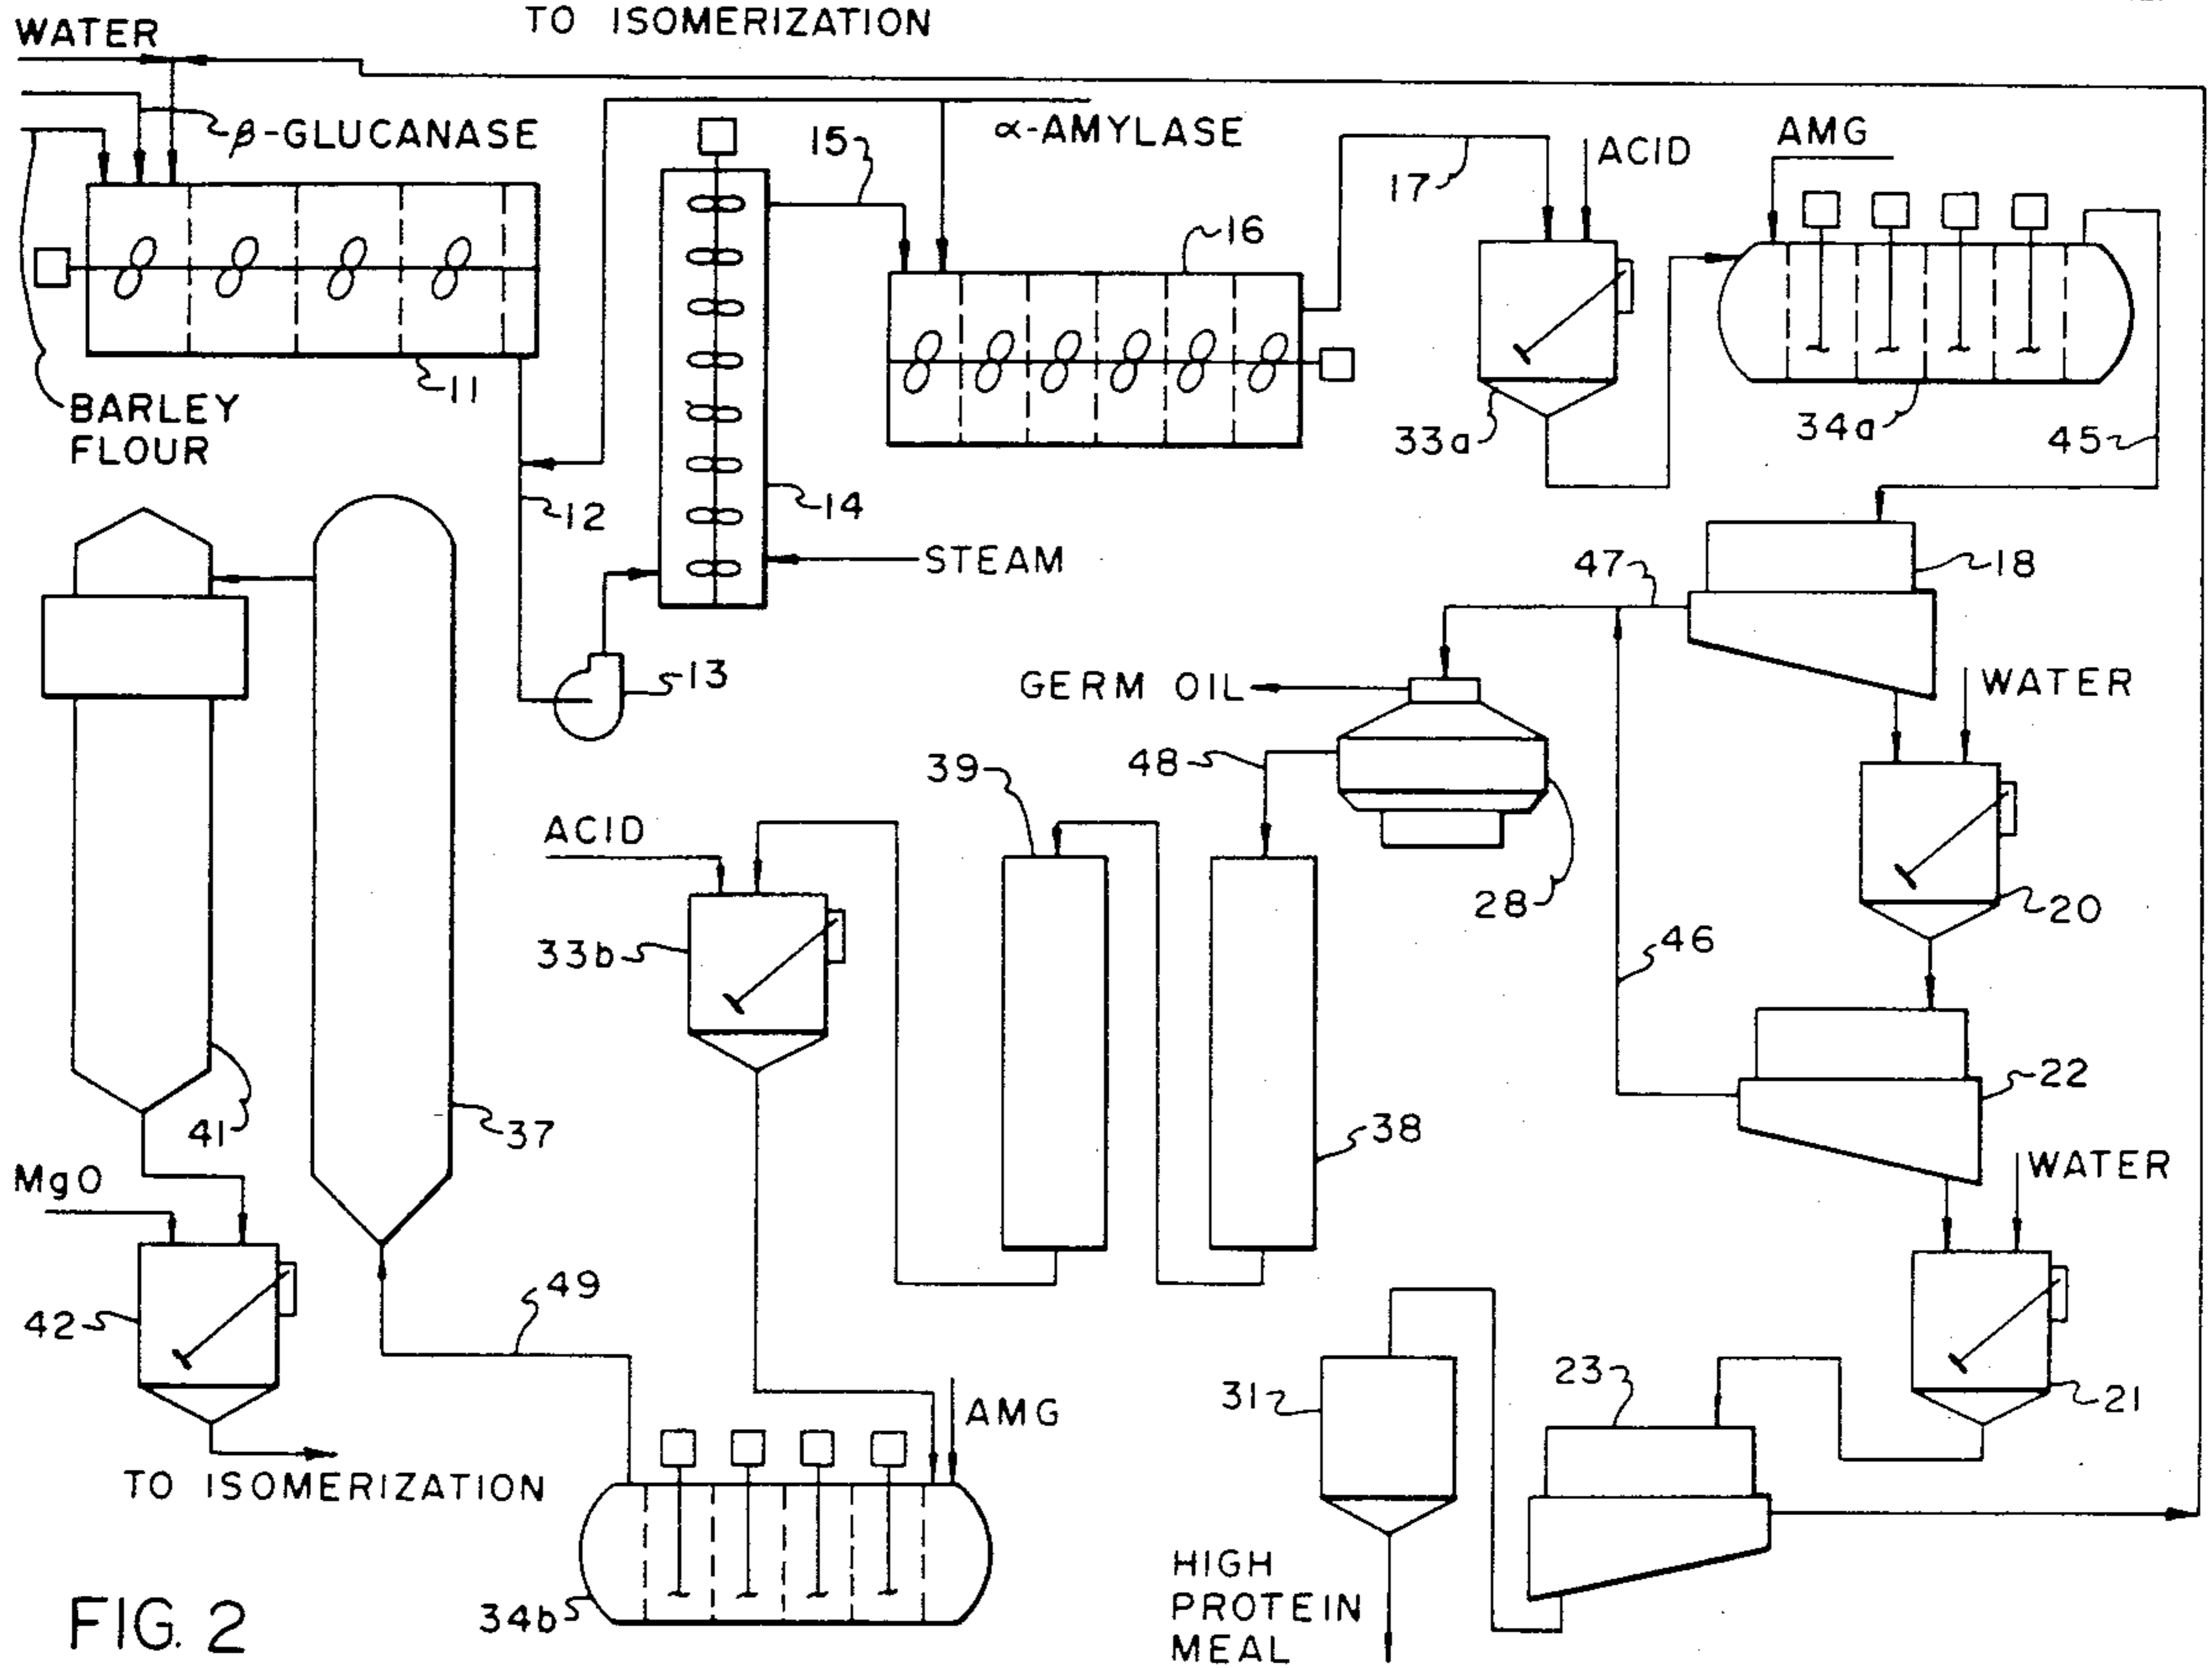 TO ISOMERIZATION
WATER
β-GLUCANASE
α-AMYLASE
15
17
ACID
AMG
16
11
BARLEY
FLOUR
33a
34a
45
12
14
STEAM
47
18
13
GERM OIL
WATER
39
48
ACID
28
20
33b
46
22
41
37
38
MgO
WATER
49
42
23
31
21
AMG
TO ISOMERIZATION
HIGH
PROTEIN
MEAL
34b
FIG. 2